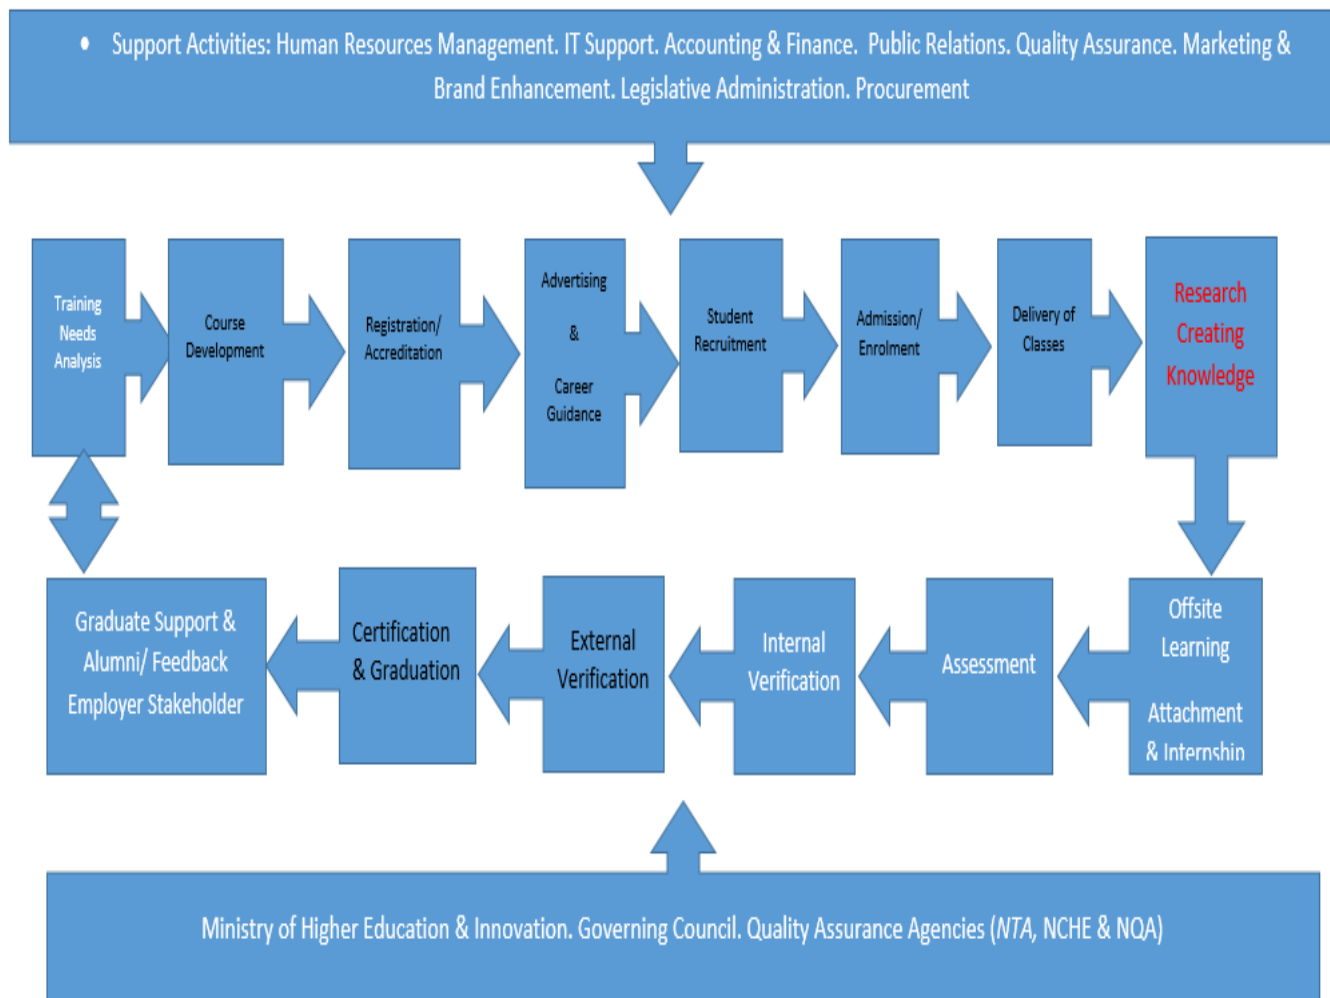 • Support Activities: Human Resources Management. IT Support. Accounting & Finance. Public Relations. Quality Assurance. Marketing &
Brand Enhancement. Legislative Administration. Procurement
Training
Needs
Analysis
Course
Development
Registration/
Accreditation
Advertising
&
Career
Guidance
Student
Recruitment
Admission/
Enrolment
Delivery of
Classes
Research
Creating
Knowledge
Graduate Support &
Alumni/ Feedback
Employer Stakeholder
Certification
& Graduation
External
Verification
Internal
Verification
Assessment
Offsite
Learning
Attachment
& Internship
Ministry of Higher Education & Innovation. Governing Council. Quality Assurance Agencies (NTA, NCHE & NQA)